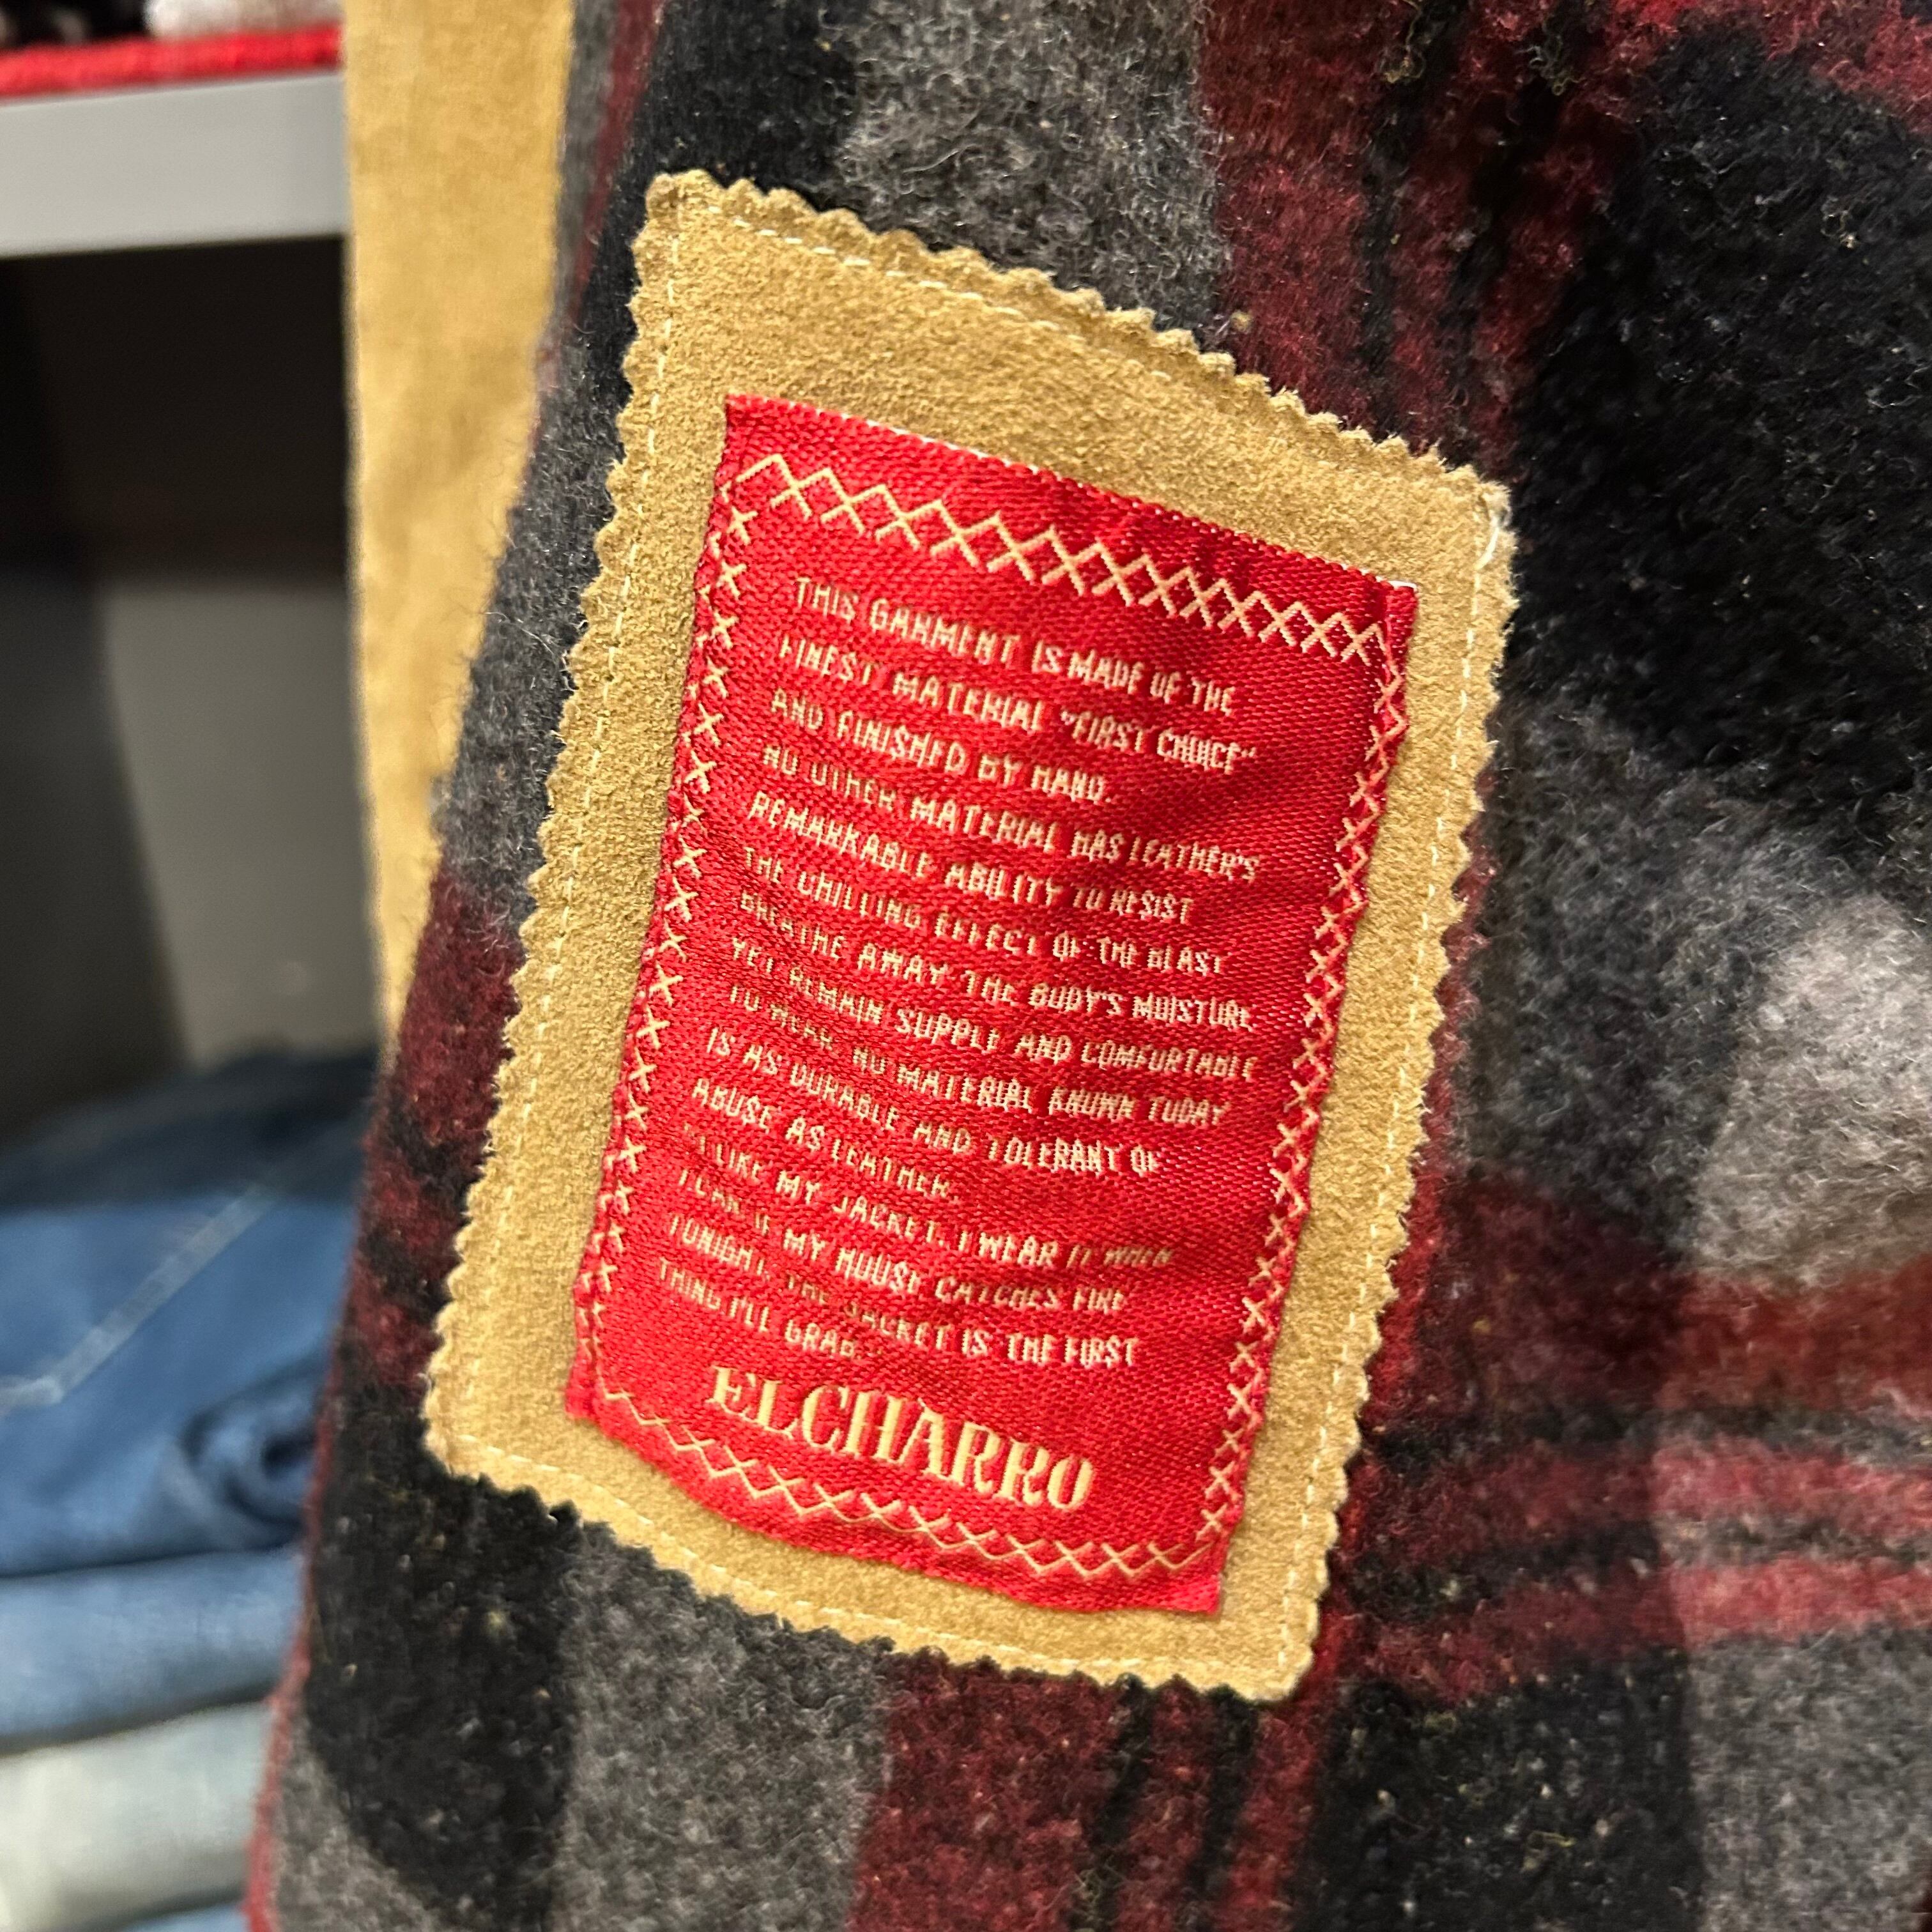 THIS GARMENT IS MADE OF THE
FINEST MATERIAL "FIRST CHOICE"
AND FINISHED BY HAND.
NO OTHER MATERIAL HAS LEATHER'S
REMARKABLE ABILITY TO RESIST
THE CHILLING EFFECT OF THE BLAST
BREATHE AWAY THE BODY'S MOISTURE
YET REMAIN SUPPLE AND COMFORTABLE
TO WEAR. NO MATERIAL KNOWN TODAY
IS AS DURABLE AND TOLERANT OF
ABUSE AS LEATHER.
"I LIKE MY JACKET. I WEAR IT WHEN
I CAN. IF MY HOUSE CATCHES FIRE
TONIGHT, THE JACKET IS THE FIRST
THING I'LL GRAB."
EL CHARRO